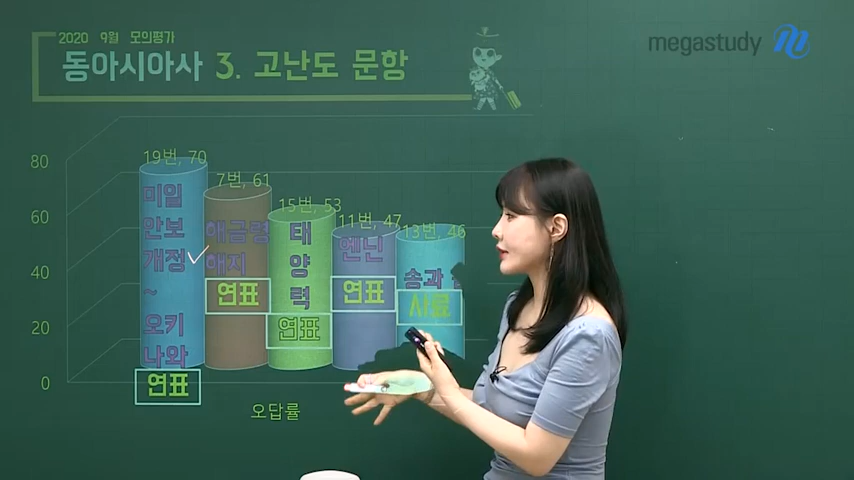 2020 9월 모의평가
megastudy
동아시아사 3. 고난도 문항
80
60
40
20
0
19번, 70
7번, 61
15번, 53
11번, 47
13번, 46
미일
안보
개정
~
오키
나와
연표
해금령
해지
연표
태
양
력
연표
엔닌
연표
송과
사료
오답률